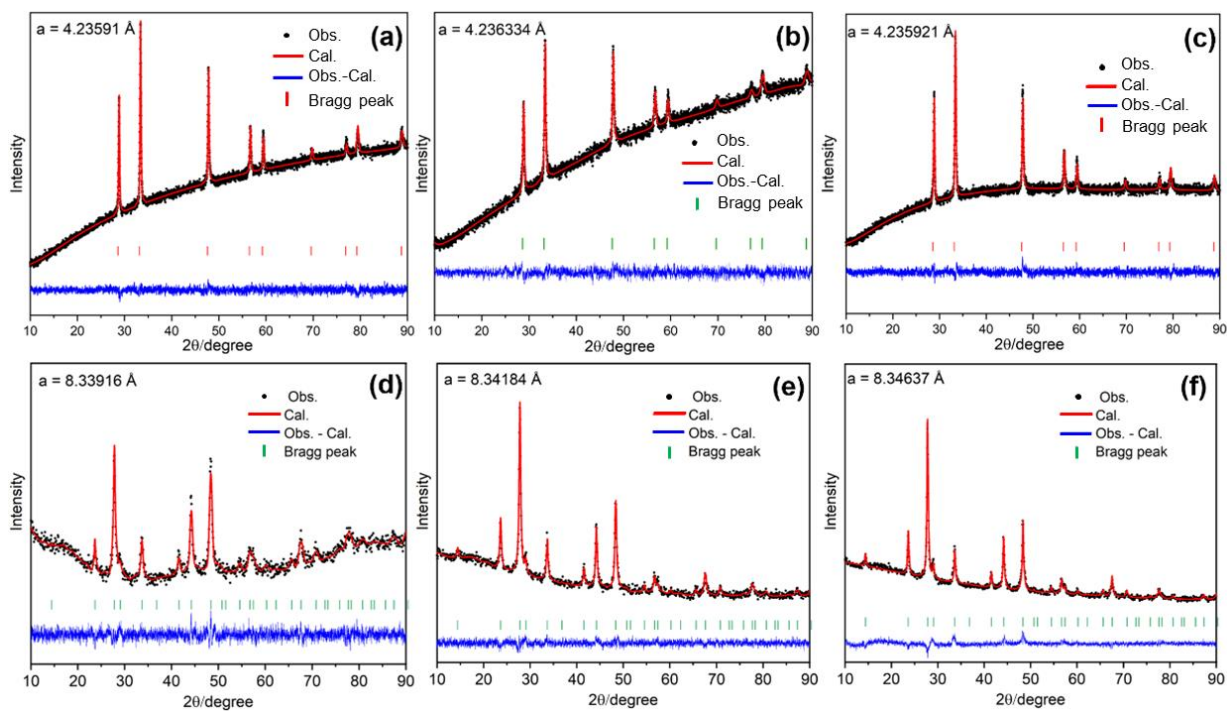 a = 4.23591 Å
(a)
Obs.
Cal.
Obs.-Cal.
Bragg peak
Intensity
10 20 30 40 50 60 70 80 90
2θ/degree
a = 4.236334 Å
(b)
Obs.
Cal.
Obs.-Cal.
Bragg peak
Intensity
10 20 30 40 50 60 70 80 90
2θ/degree
a = 4.235921 Å
(c)
Obs.
Cal.
Obs.-Cal.
Bragg peak
Intensity
10 20 30 40 50 60 70 80 90
2θ/degree
a = 8.33916 Å
(d)
Obs.
Cal.
Obs. - Cal.
Bragg peak
Intensity
10 20 30 40 50 60 70 80 90
2θ/degree
a = 8.34184 Å
(e)
Obs.
Cal.
Obs. - Cal.
Bragg peak
Intensity
10 20 30 40 50 60 70 80 90
2θ/degree
a = 8.34637 Å
(f)
Obs.
Cal.
Obs. - Cal.
Bragg peak
Intensity
10 20 30 40 50 60 70 80 90
2θ/degree